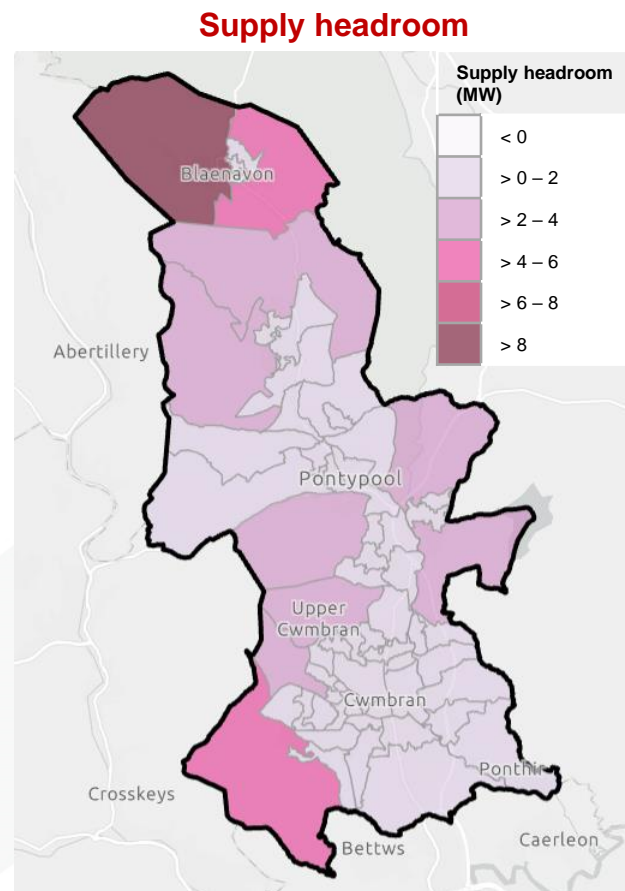 Supply headroom
Supply headroom
(MW)
< 0
> 0 – 2
> 2 – 4
> 4 – 6
> 6 – 8
> 8
Blaenavon
Abertillery
Pontypool
Upper
Cwmbran
Cwmbran
Ponthir
Crosskeys
Bettws
Caerleon